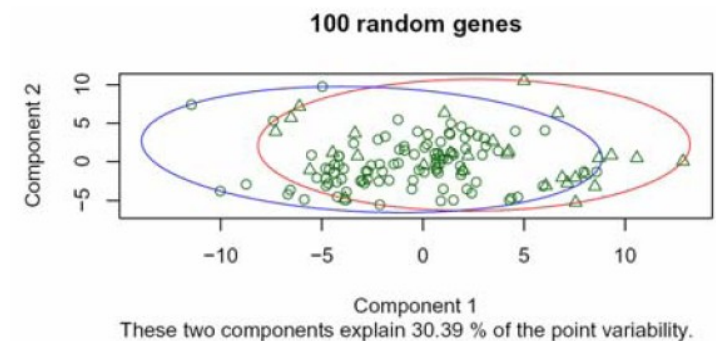 100 random genes
Component 2
10
5
0
−5
−10 −5 0 5 10
Component 1
These two components explain 30.39 % of the point variability.